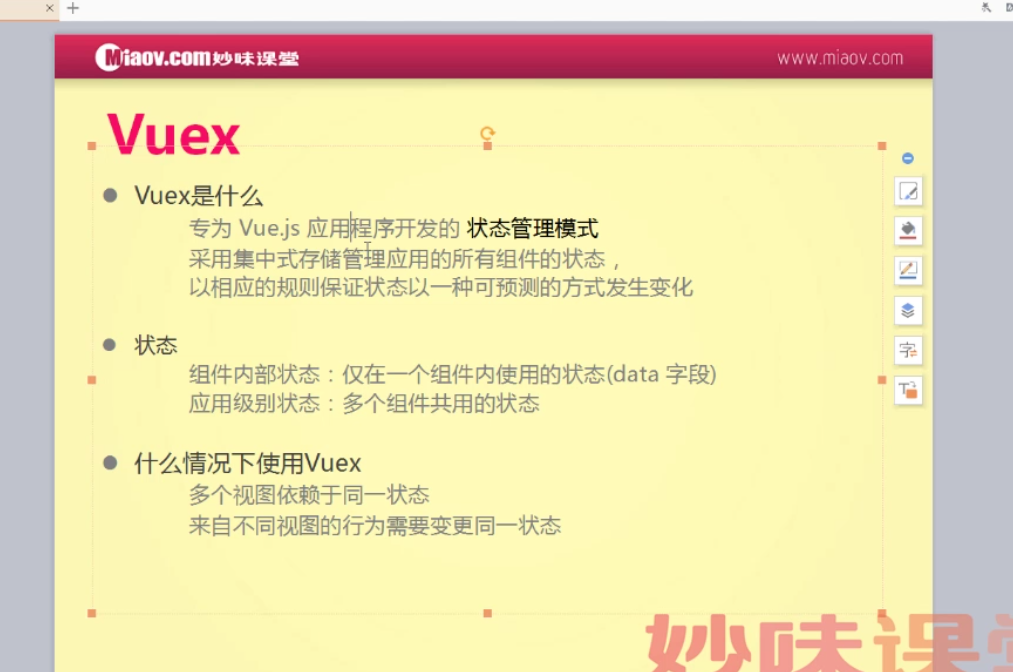 Miaov.com妙味课堂
www.miaov.com
Vuex
Vuex是什么
专为 Vue.js 应用程序开发的 状态管理模式
采用集中式存储管理应用的所有组件的状态，
以相应的规则保证状态以一种可预测的方式发生变化
状态
组件内部状态：仅在一个组件内使用的状态(data 字段)
应用级别状态：多个组件共用的状态
什么情况下使用Vuex
多个视图依赖于同一状态
来自不同视图的行为需要变更同一状态
妙味课堂